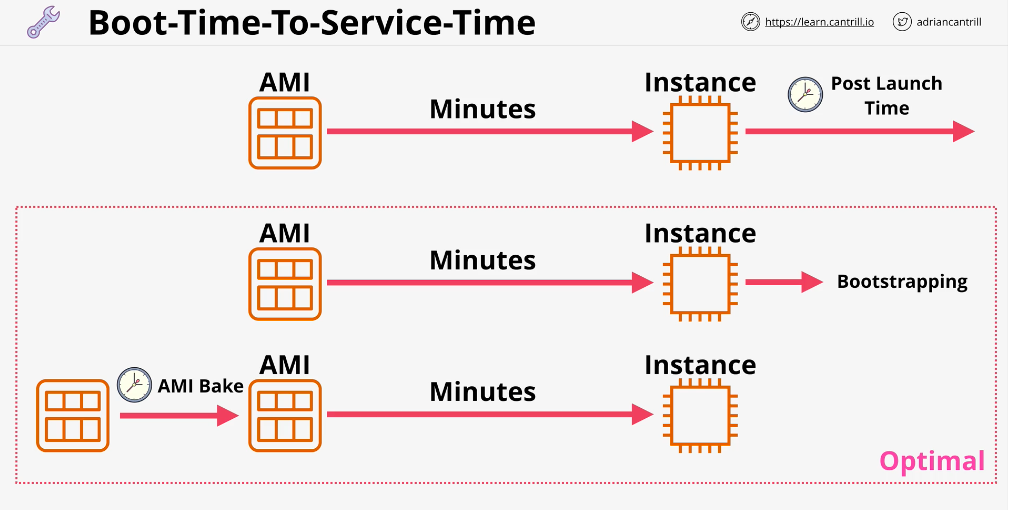 Boot-Time-To-Service-Time
https://learn.cantrill.io
adriancantrill
AMI
Minutes
Instance
Post Launch
Time
AMI
Minutes
Instance
Bootstrapping
AMI Bake
AMI
Minutes
Instance
Optimal